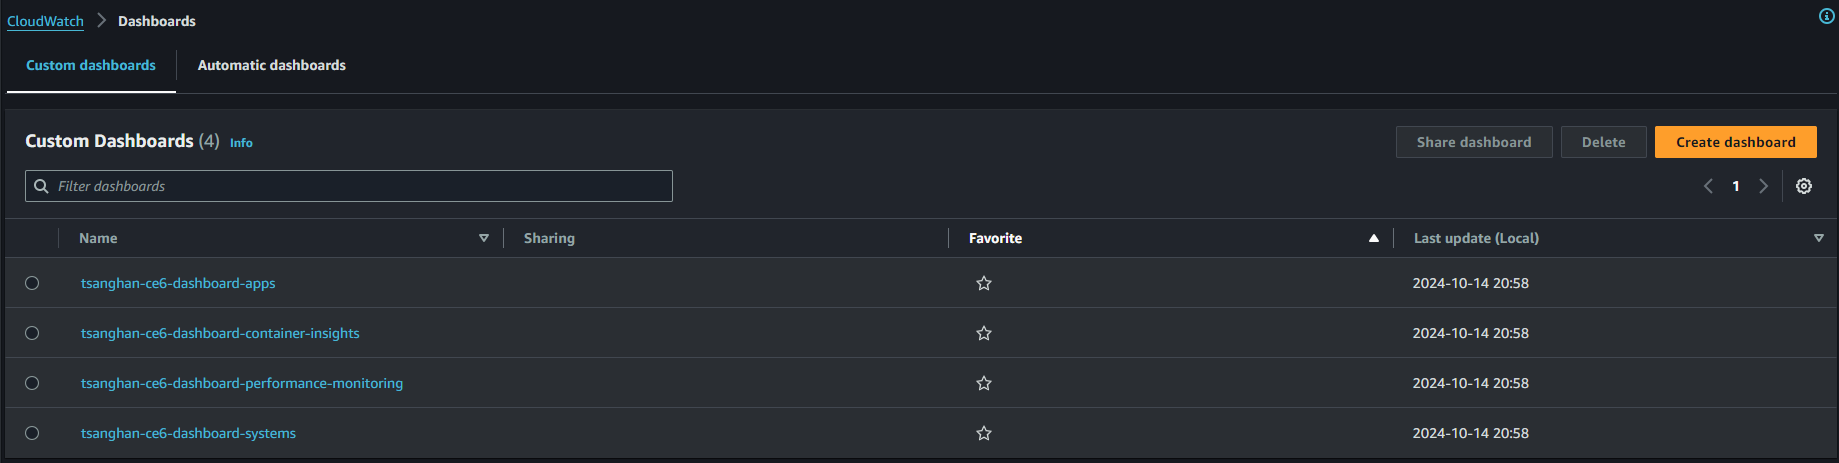 CloudWatch > Dashboards
Custom dashboards Automatic dashboards
Custom Dashboards (4) Info Share dashboard Delete Create dashboard
Filter dashboards 1
Name Sharing Favorite Last update (Local)
tsanghan-ce6-dashboard-apps 2024-10-14 20:58
tsanghan-ce6-dashboard-container-insights 2024-10-14 20:58
tsanghan-ce6-dashboard-performance-monitoring 2024-10-14 20:58
tsanghan-ce6-dashboard-systems 2024-10-14 20:58